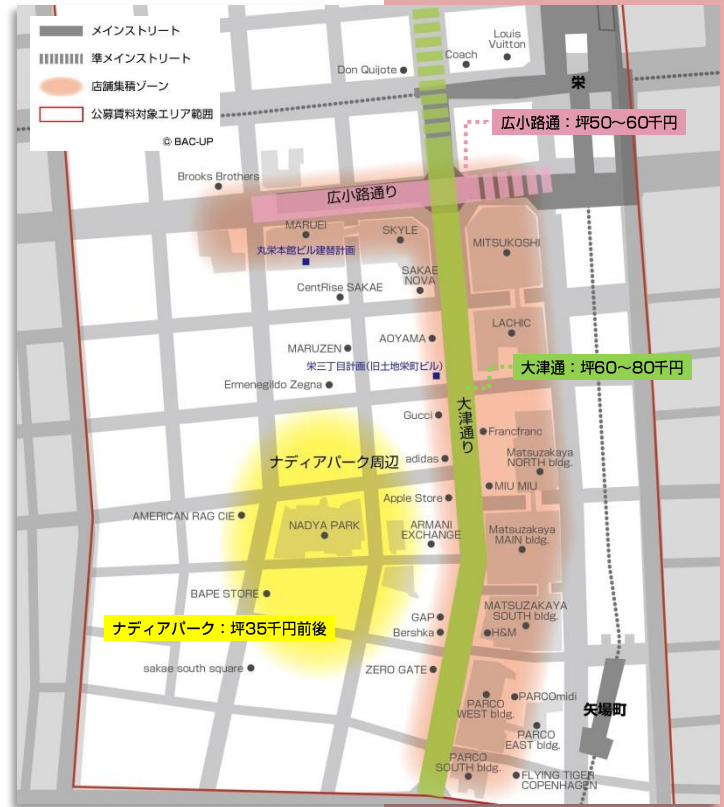 メインストリート
準メインストリート
店舗集積ゾーン
公募賃料対象エリア範囲
© BAC-UP
Louis
Vuitton
Coach
Don Quijote
栄
広小路通：坪50～60千円
Brooks Brothers
広小路通り
MARUEI
SKYLE
MITSUKOSHI
丸栄本館ビル建替計画
SAKAE
NOVA
CentRise SAKAE
LACHIC
AOYAMA
MARUZEN
栄三丁目計画(旧土地栄町ビル)
大津通：坪60～80千円
Ermenegildo Zegna
大津通り
Gucci
Francfranc
ナディアパーク周辺
adidas
Matsuzakaya
NORTH bldg.
MIU MIU
Apple Store
AMERICAN RAG CIE
NADYA PARK
ARMANI
EXCHANGE
Matsuzakaya
MAIN bldg.
BAPE STORE
MATSUZAKAYA
SOUTH bldg.
GAP
ナディアパーク：坪35千円前後
Bershka
H&M
sakae south square
ZERO GATE
PARCO
WEST bldg.
PARCOmidi
矢場町
PARCO
EAST bldg.
PARCO
SOUTH bldg.
FLYING TIGER
COPENHAGEN